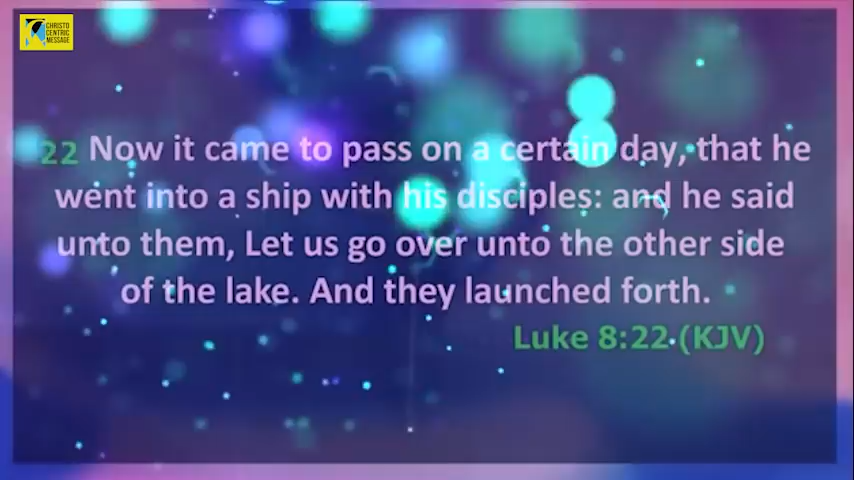 CHRISTO
CENTRIC
MESSAGE
22 Now it came to pass on a certain day, that he
went into a ship with his disciples: and he said
unto them, Let us go over unto the other side
of the lake. And they launched forth.
Luke 8:22 (KJV)